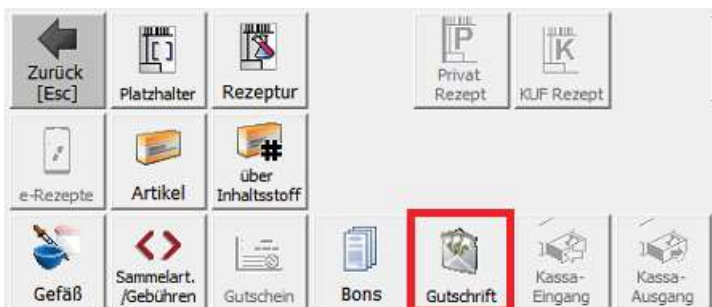 Zurück
[Esc]
Platzhalter
Rezeptur
Privat
Rezept
KUF Rezept
e-Rezepte
Artikel
über
Inhaltsstoff
Gefäß
Sammelart.
/Gebühren
Gutschein
Bons
Gutschrift
Kassa-
Eingang
Kassa-
Ausgang